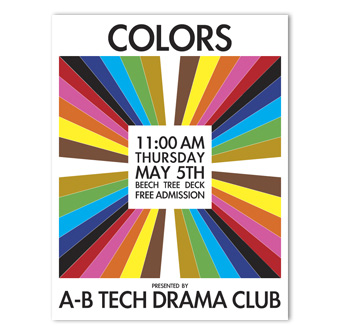 COLORS
11:00 AM
THURSDAY
MAY 5TH
BEECH TREE DECK
FREE ADMISSION
PRESENTED BY
A-B TECH DRAMA CLUB